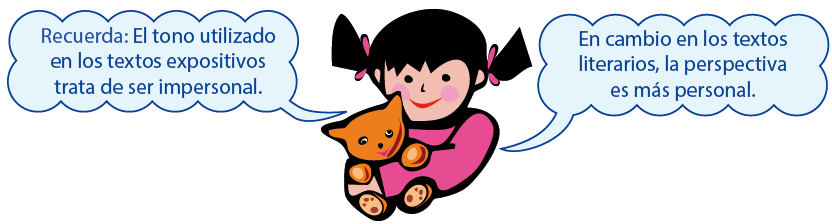 Recuerda: El tono utilizado
en los textos expositivos
trata de ser impersonal.
En cambio en los textos
literarios, la perspectiva
es más personal.